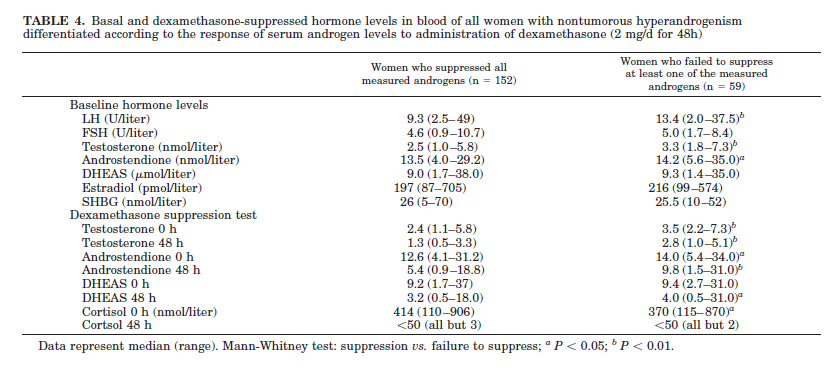 TABLE 4. Basal and dexamethasone-suppressed hormone levels in blood of all women with nontumorous hyperandrogenism
differentiated according to the response of serum androgen levels to administration of dexamethasone (2 mg/d for 48h)
Women who suppressed all measured androgens (n = 152) Women who failed to suppress at least one of the measured androgens (n = 59)
Baseline hormone levels
LH (U/liter) 9.3 (2.5–49) 13.4 (2.0–37.5)b
FSH (U/liter) 4.6 (0.9–10.7) 5.0 (1.7–8.4)
Testosterone (nmol/liter) 2.5 (1.0–5.8) 3.3 (1.8–7.3)b
Androstendione (nmol/liter) 13.5 (4.0–29.2) 14.2 (5.6–35.0)a
DHEAS (μmol/liter) 9.0 (1.7–38.0) 9.3 (1.4–35.0)
Estradiol (pmol/liter) 197 (87–705) 216 (99–574)
SHBG (nmol/liter) 26 (5–70) 25.5 (10–52)
Dexamethasone suppression test
Testosterone 0 h 2.4 (1.1–5.8) 3.5 (2.2–7.3)b
Testosterone 48 h 1.3 (0.5–3.3) 2.8 (1.0–5.1)b
Androstendione 0 h 12.6 (4.1–31.2) 14.0 (5.4–34.0)a
Androstendione 48 h 5.4 (0.9–18.8) 9.8 (1.5–31.0)b
DHEAS 0 h 9.2 (1.7–37) 9.4 (2.7–31.0)
DHEAS 48 h 3.2 (0.5–18.0) 4.0 (0.5–31.0)a
Cortisol 0 h (nmol/liter) 414 (110–906) 370 (115–870)a
Cortsol 48 h <50 (all but 3) <50 (all but 2)
Data represent median (range). Mann-Whitney test: suppression vs. failure to suppress; a P < 0.05; b P < 0.01.